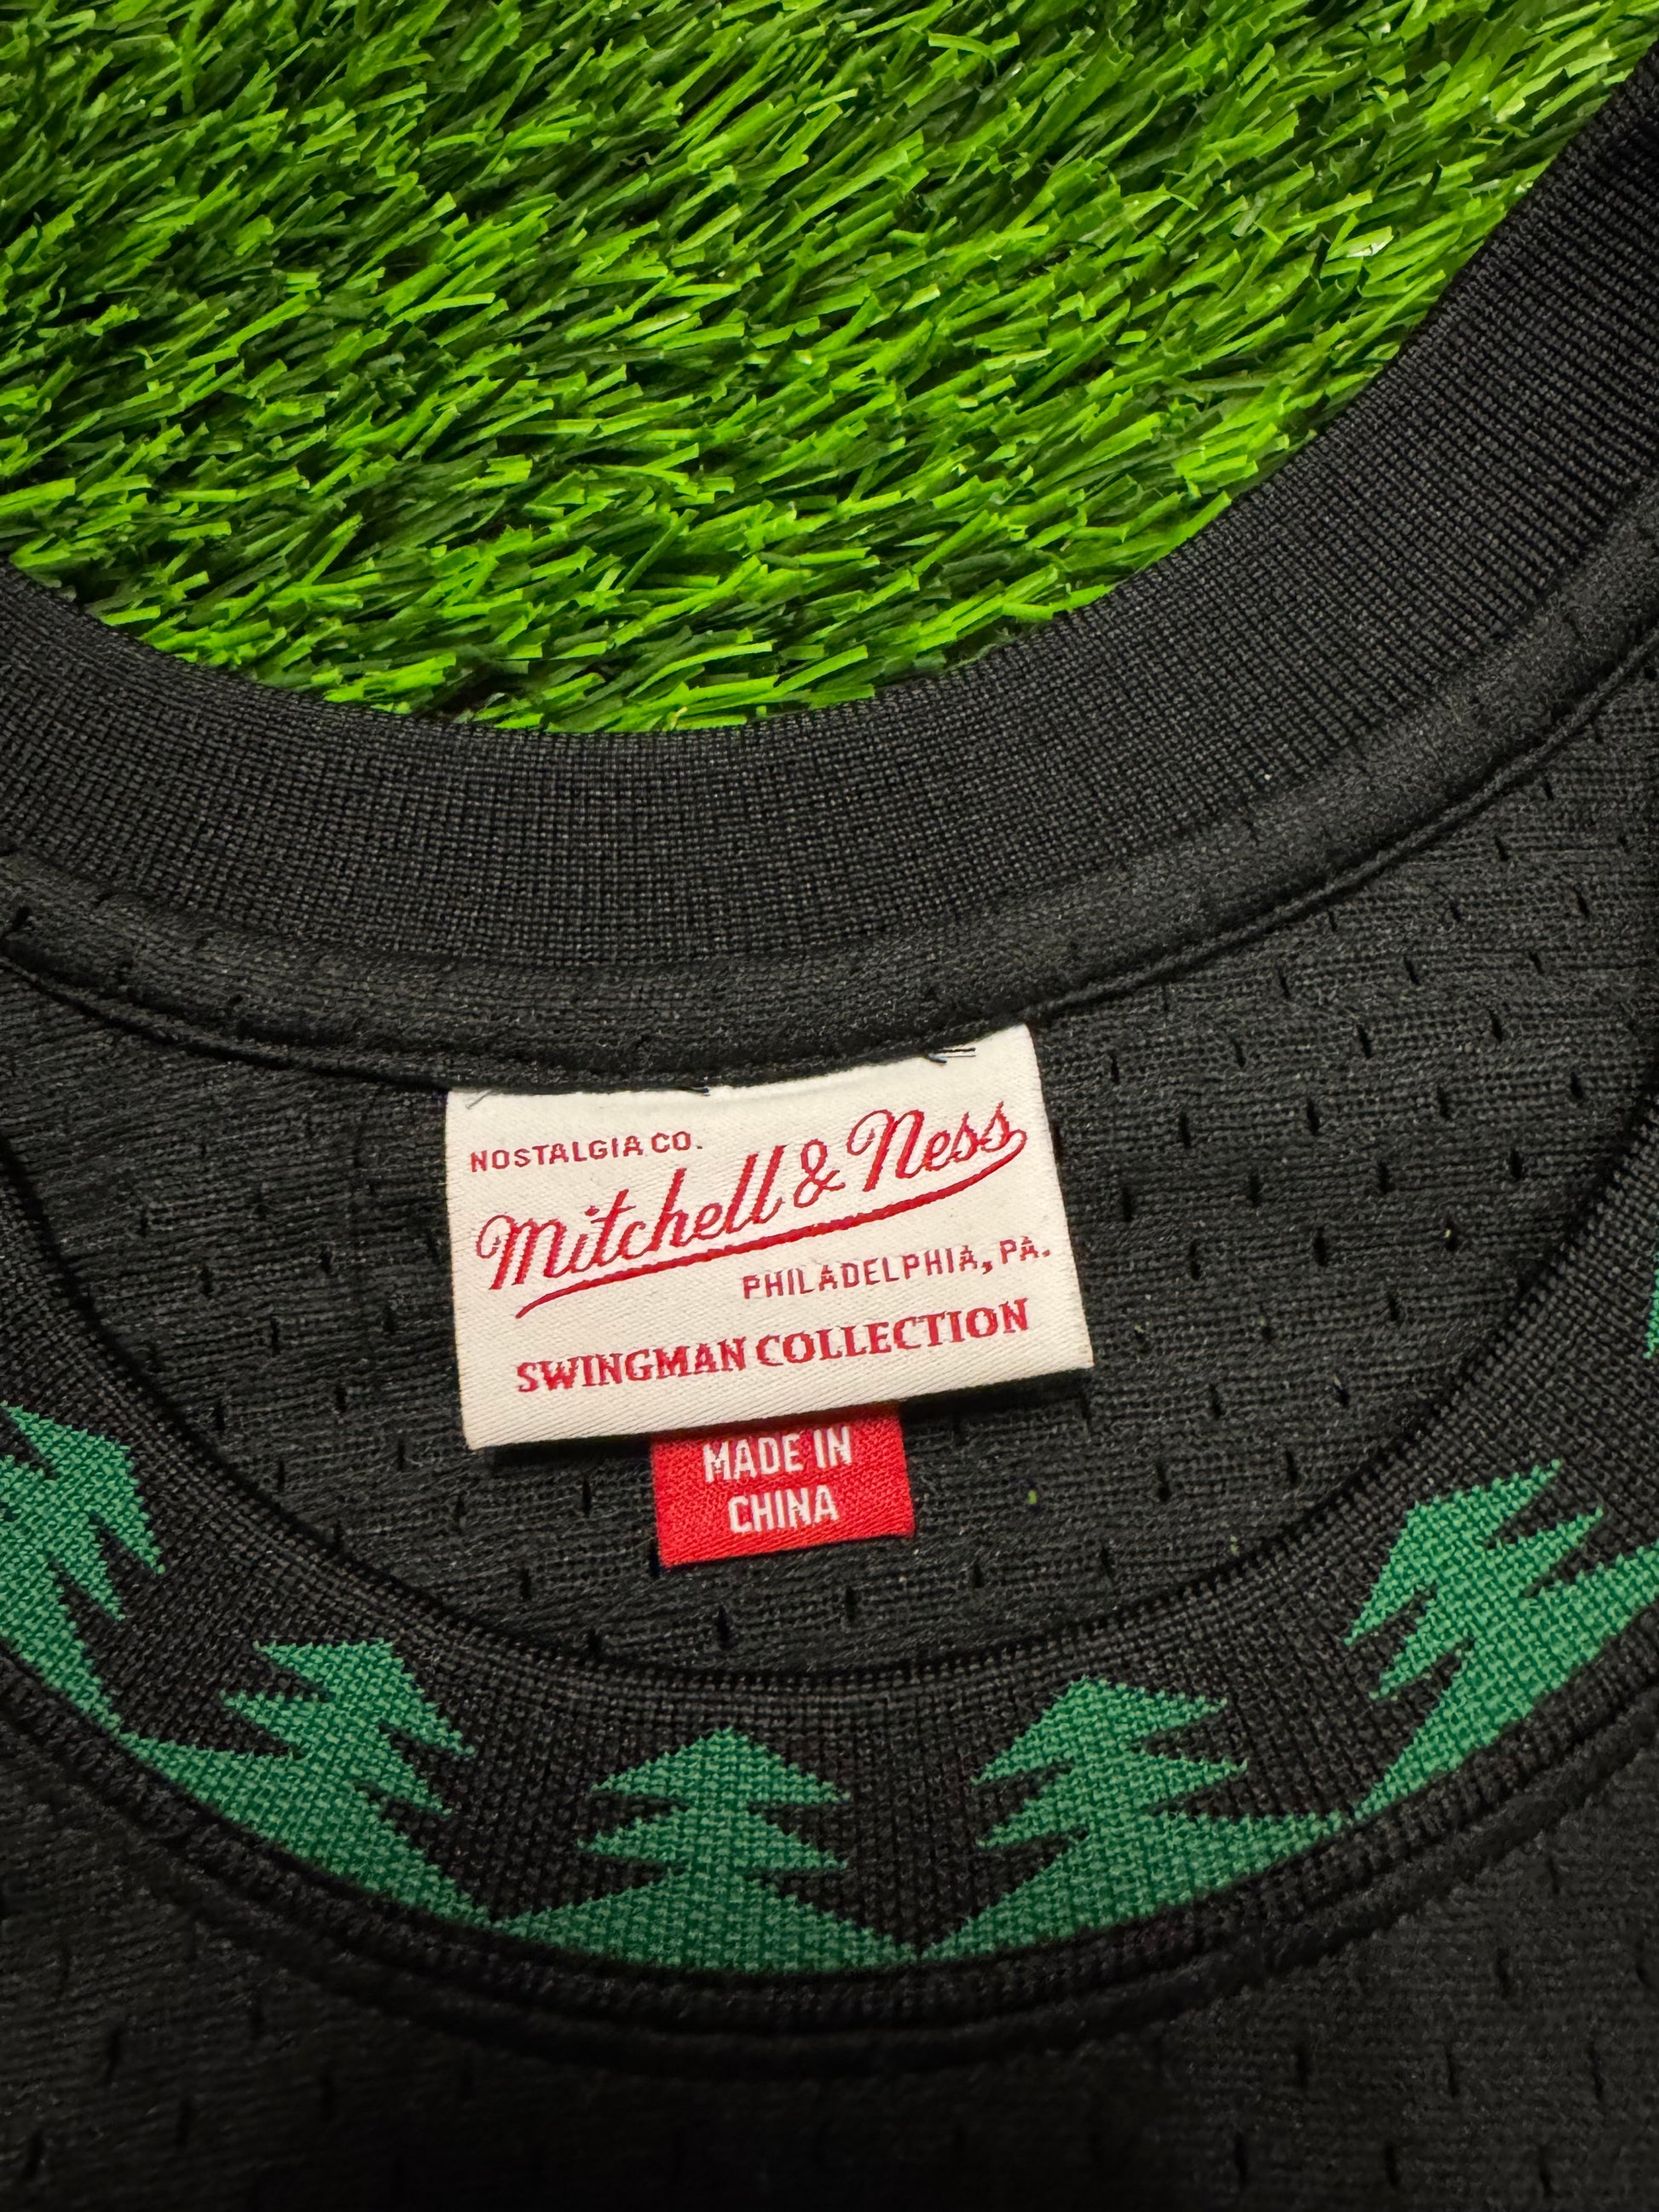 NOSTALGIA CO.
Mitchell & Ness
PHILADELPHIA, PA.
SWINGMAN COLLECTION
MADE IN
CHINA